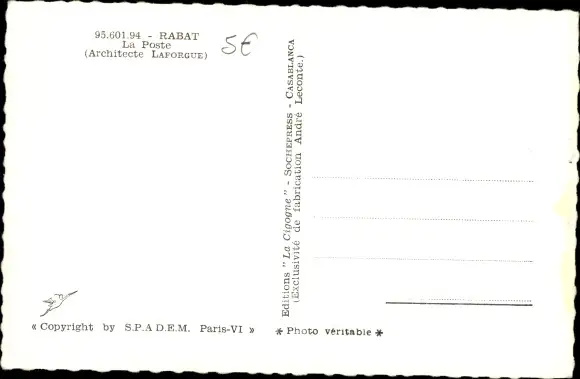 95.601.94 - RABAT
La Poste
(Architecte LAFORGUE)
5€
Editions "La Cigogne" - SOCHEPRESS - CASABLANCA
(Exclusivité de fabrication André Leconte.)
« Copyright by S.P.A D.E.M. Paris-VI »
* Photo véritable *